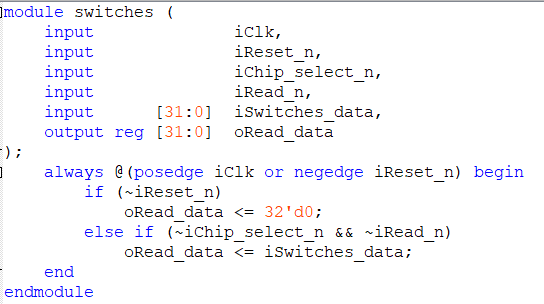 module switches (
    input              iClk,
    input              iReset_n,
    input              iChip_select_n,
    input              iRead_n,
    input      [31:0]  iSwitches_data,
    output reg [31:0]  oRead_data
);
    always @(posedge iClk or negedge iReset_n) begin
        if (~iReset_n)
            oRead_data <= 32'd0;
        else if (~iChip_select_n && ~iRead_n)
            oRead_data <= iSwitches_data;
    end
endmodule